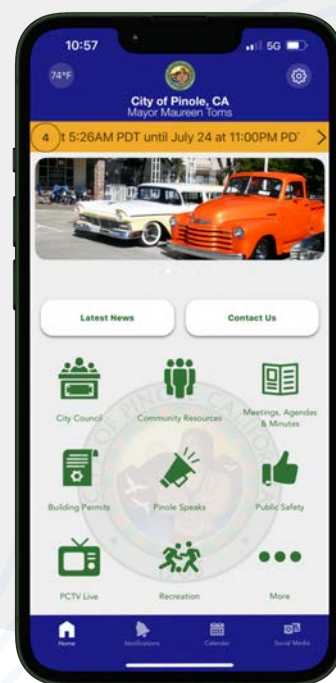 10:57
5G
74°F
City of Pinole, CA
Mayor Maureen Toms
4 t 5:26AM PDT until July 24 at 11:00PM PD
Latest News
Contact Us
City Council
Community Resources
Meetings, Agendas
& Minutes
Building Permits
Pinole Speaks
Public Safety
PCTV Live
Recreation
More
Home
Notifications
Calendar
Social Media